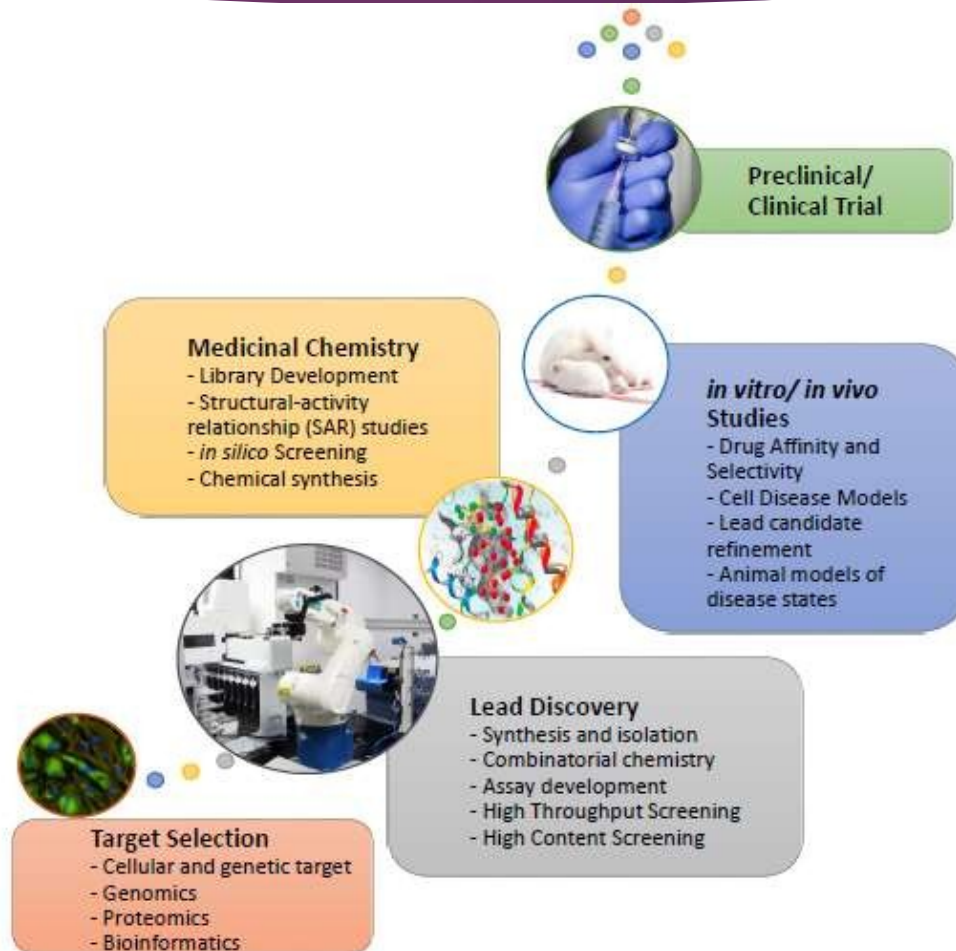 Preclinical/
Clinical Trial
Medicinal Chemistry
- Library Development
- Structural-activity
relationship (SAR) studies
- in silico Screening
- Chemical synthesis
in vitro/ in vivo
Studies
- Drug Affinity and
Selectivity
- Cell Disease Models
- Lead candidate
refinement
- Animal models of
disease states
Lead Discovery
- Synthesis and isolation
- Combinatorial chemistry
- Assay development
- High Throughput Screening
- High Content Screening
Target Selection
- Cellular and genetic target
- Genomics
- Proteomics
- Bioinformatics